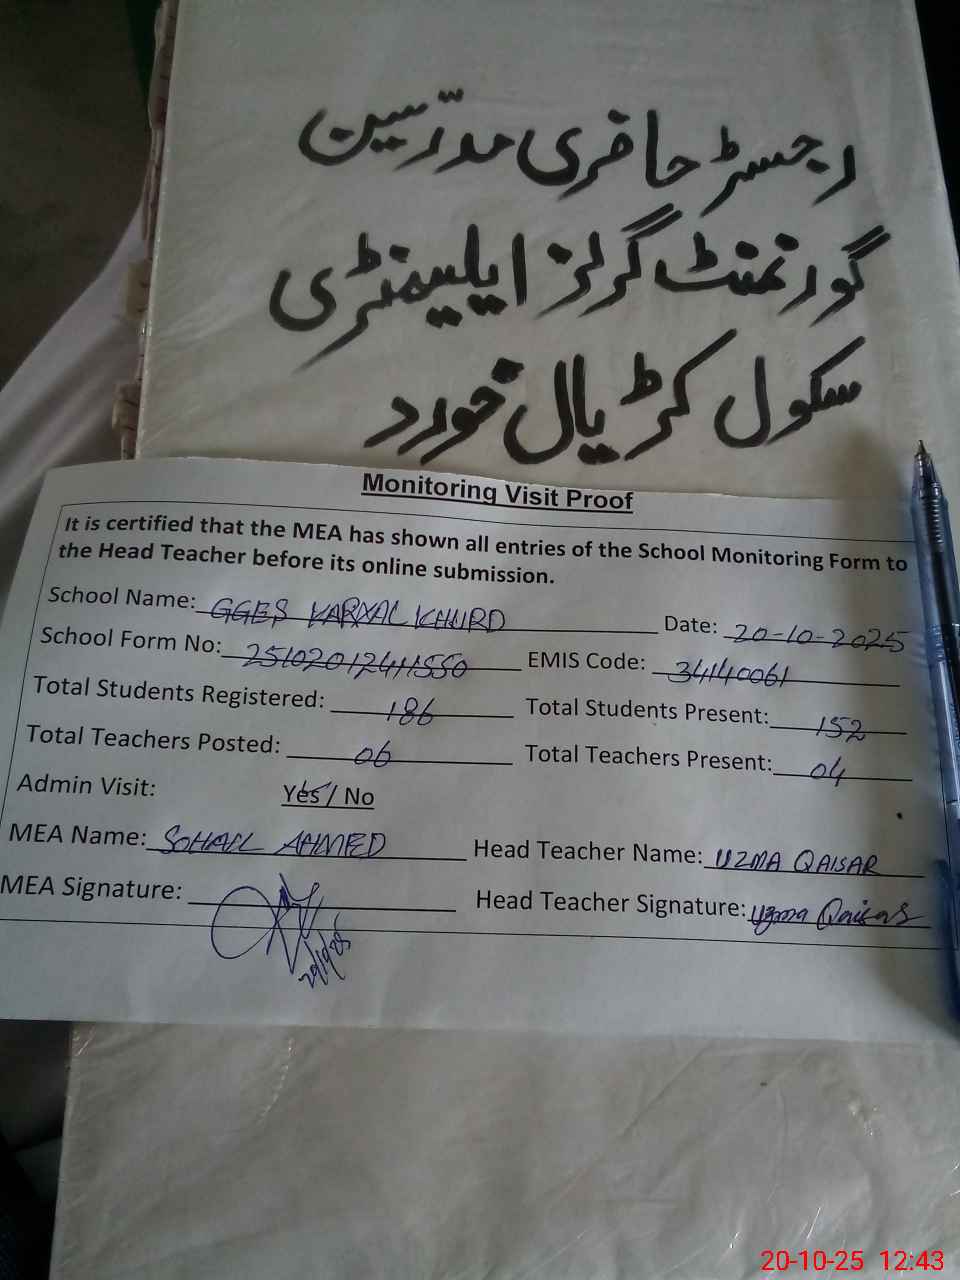 رجسٹر حاضری مدرسین
گورنمنٹ گرلز ایلیمنٹری
سکول کڑیال خورد
Monitoring Visit Proof
It is certified that the MEA has shown all entries of the School Monitoring Form to
the Head Teacher before its online submission.
School Name: GGES KARYAL KHURD Date: 20-10-2025
School Form No: EMIS Code: 34140061
Total Students Registered: 186 Total Students Present: 152
Total Teachers Posted: 06 Total Teachers Present: 04
Admin Visit: Yes / No
MEA Name: SOHAIL AHMED Head Teacher Name: UZMA QAISAR
MEA Signature: Head Teacher Signature: Uzma Qaisar
20-10-25 12:43